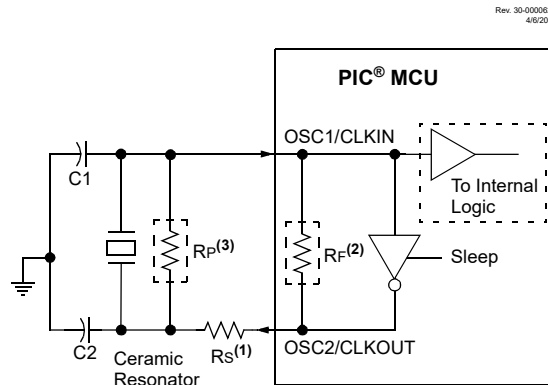 Rev. 30-00006
4/6/20
PIC® MCU
OSC1/CLKIN
C1
To Internal
Logic
RP(3)
RF(2)
Sleep
C2
Ceramic
Resonator
RS(1)
OSC2/CLKOUT